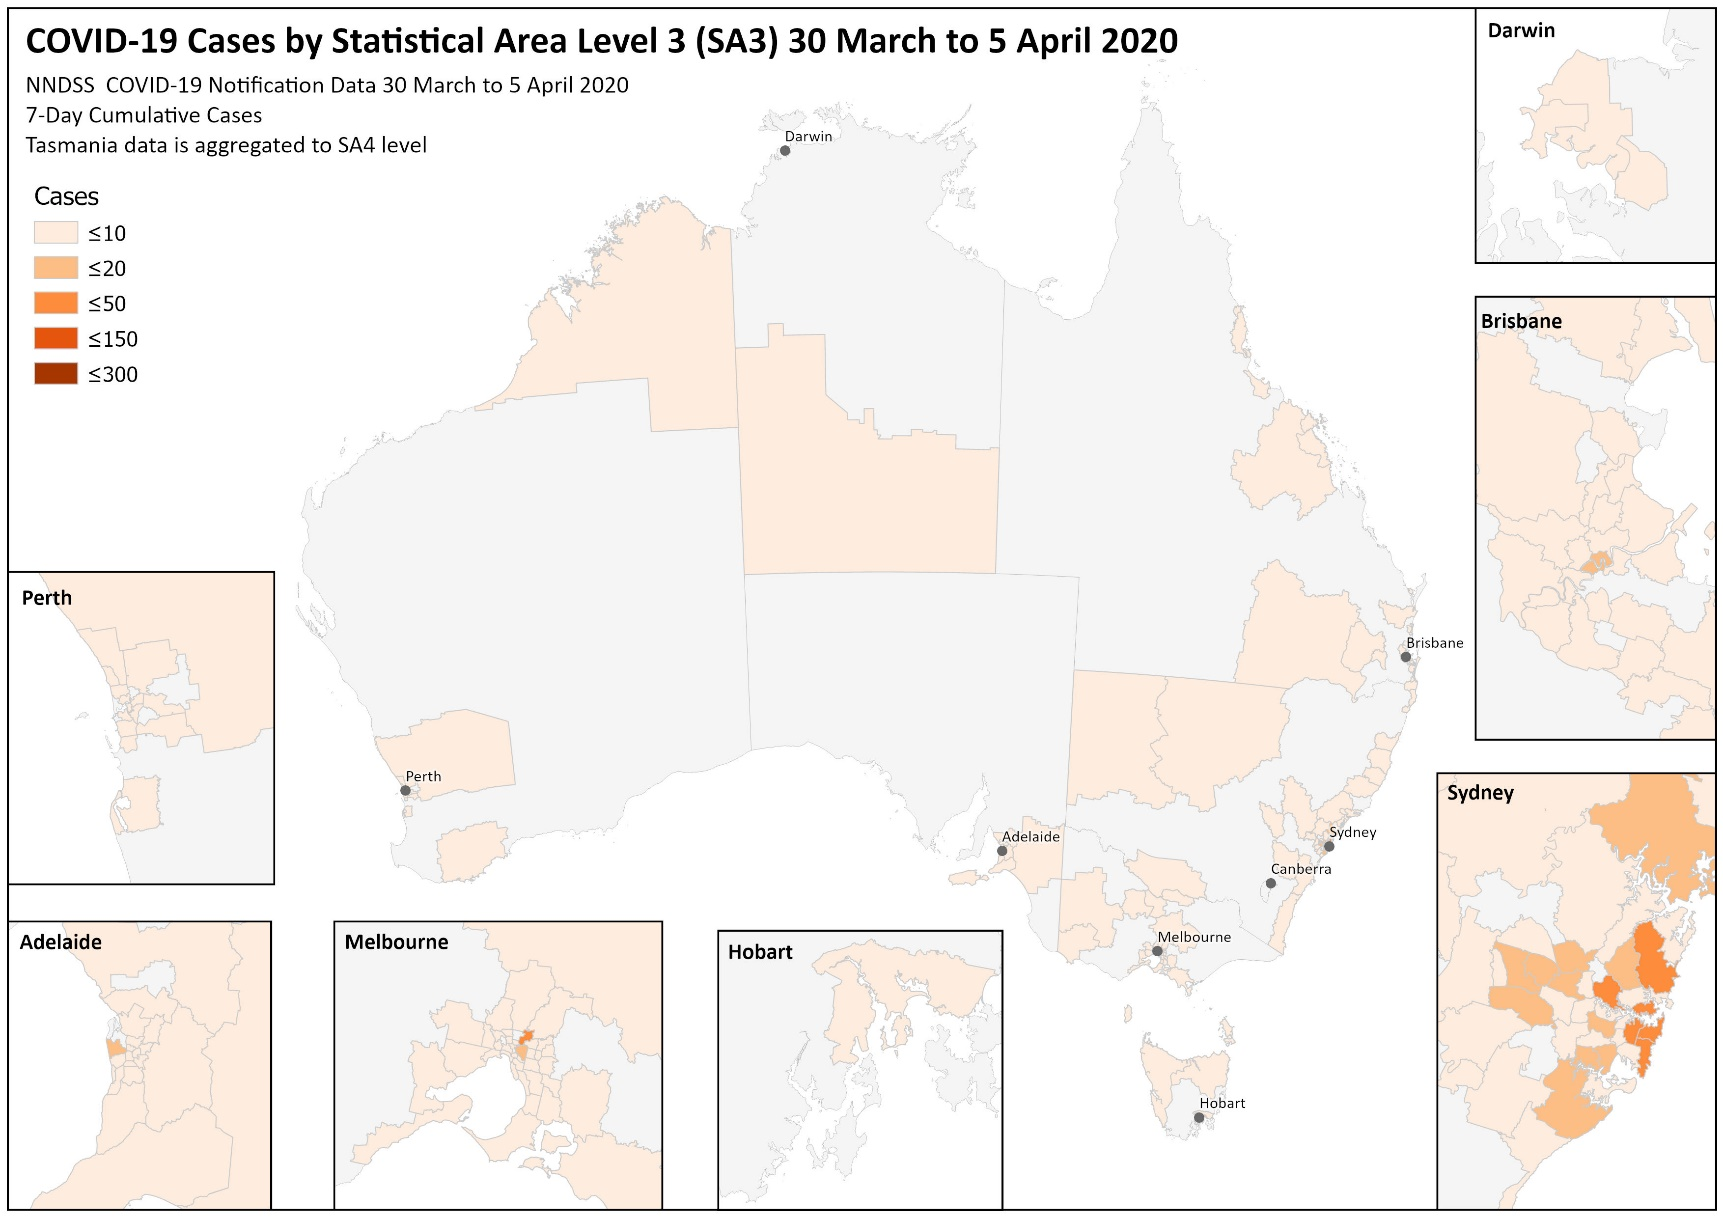 COVID-19 Cases by Statistical Area Level 3 (SA3) 30 March to 5 April 2020
NNDSS  COVID-19 Notification Data 30 March to 5 April 2020
7-Day Cumulative Cases
Tasmania data is aggregated to SA4 level
Cases
≤10
≤20
≤50
≤150
≤300
Darwin
Darwin
Brisbane
Brisbane
Perth
Perth
Adelaide
Sydney
Canberra
Melbourne
Hobart
Sydney
Adelaide
Melbourne
Hobart